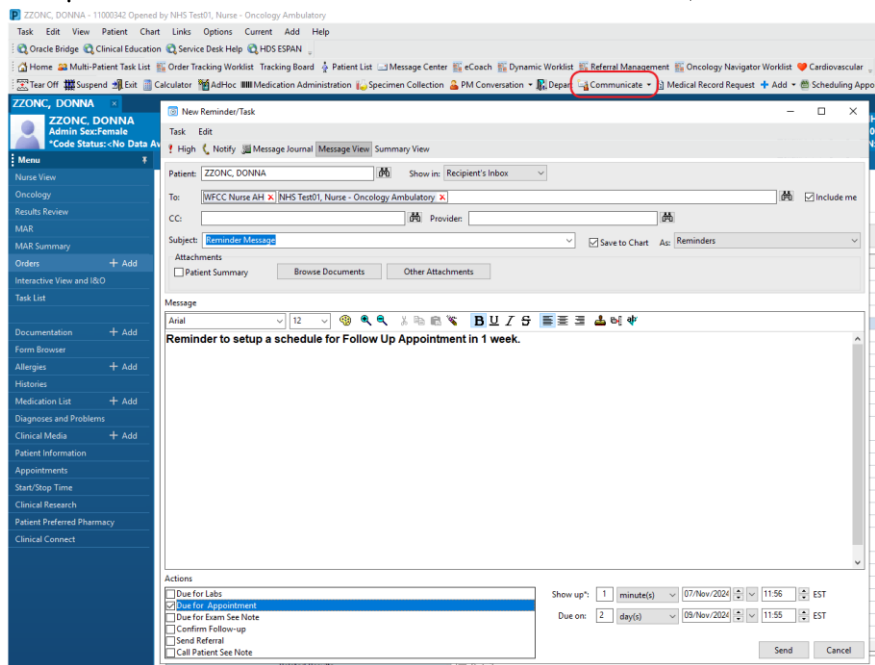 ZZONC, DONNA - 11000342 Opened by NHS Test01, Nurse - Oncology Ambulatory
Task Edit View Patient Chart Links Options Current Add Help
Oracle Bridge Clinical Education Service Desk Help HDS ESPAN
Home Multi-Patient Task List Order Tracking Worklist Tracking Board Patient List Message Center eCoach Dynamic Worklist Referral Management Oncology Navigator Worklist Cardiovascular
Tear Off Suspend Exit Calculator AdHoc Medication Administration Specimen Collection PM Conversation Depar Communicate Medical Record Request Add Scheduling Appo
ZZONC, DONNA
ZZONC, DONNA
Admin Sex:Female
*Code Status:<No Data Av
Menu
Nurse View
Oncology
Results Review
MAR
MAR Summary
Orders + Add
Interactive View and I&O
Task List
Documentation + Add
Form Browser
Allergies + Add
Histories
Medication List + Add
Diagnoses and Problems
Clinical Media + Add
Patient Information
Appointments
Start/Stop Time
Clinical Research
Patient Preferred Pharmacy
Clinical Connect
New Reminder/Task
Task Edit
High Notify Message Journal Message View Summary View
Patient: ZZONC, DONNA Show in: Recipient's Inbox
To: WFCC Nurse AH NHS Test01, Nurse - Oncology Ambulatory Include me
CC: Provider:
Subject: Reminder Message Save to Chart As: Reminders
Attachments
Patient Summary Browse Documents Other Attachments
Message
Arial 12 B U I S
Reminder to setup a schedule for Follow Up Appointment in 1 week.
Actions
Due for Labs
Due for Appointment
Due for Exam See Note
Confirm Follow-up
Send Referral
Call Patient See Note
Show up*: 1 minute(s) 07/Nov/2024 11:56 EST
Due on: 2 day(s) 09/Nov/2024 11:55 EST
Send Cancel